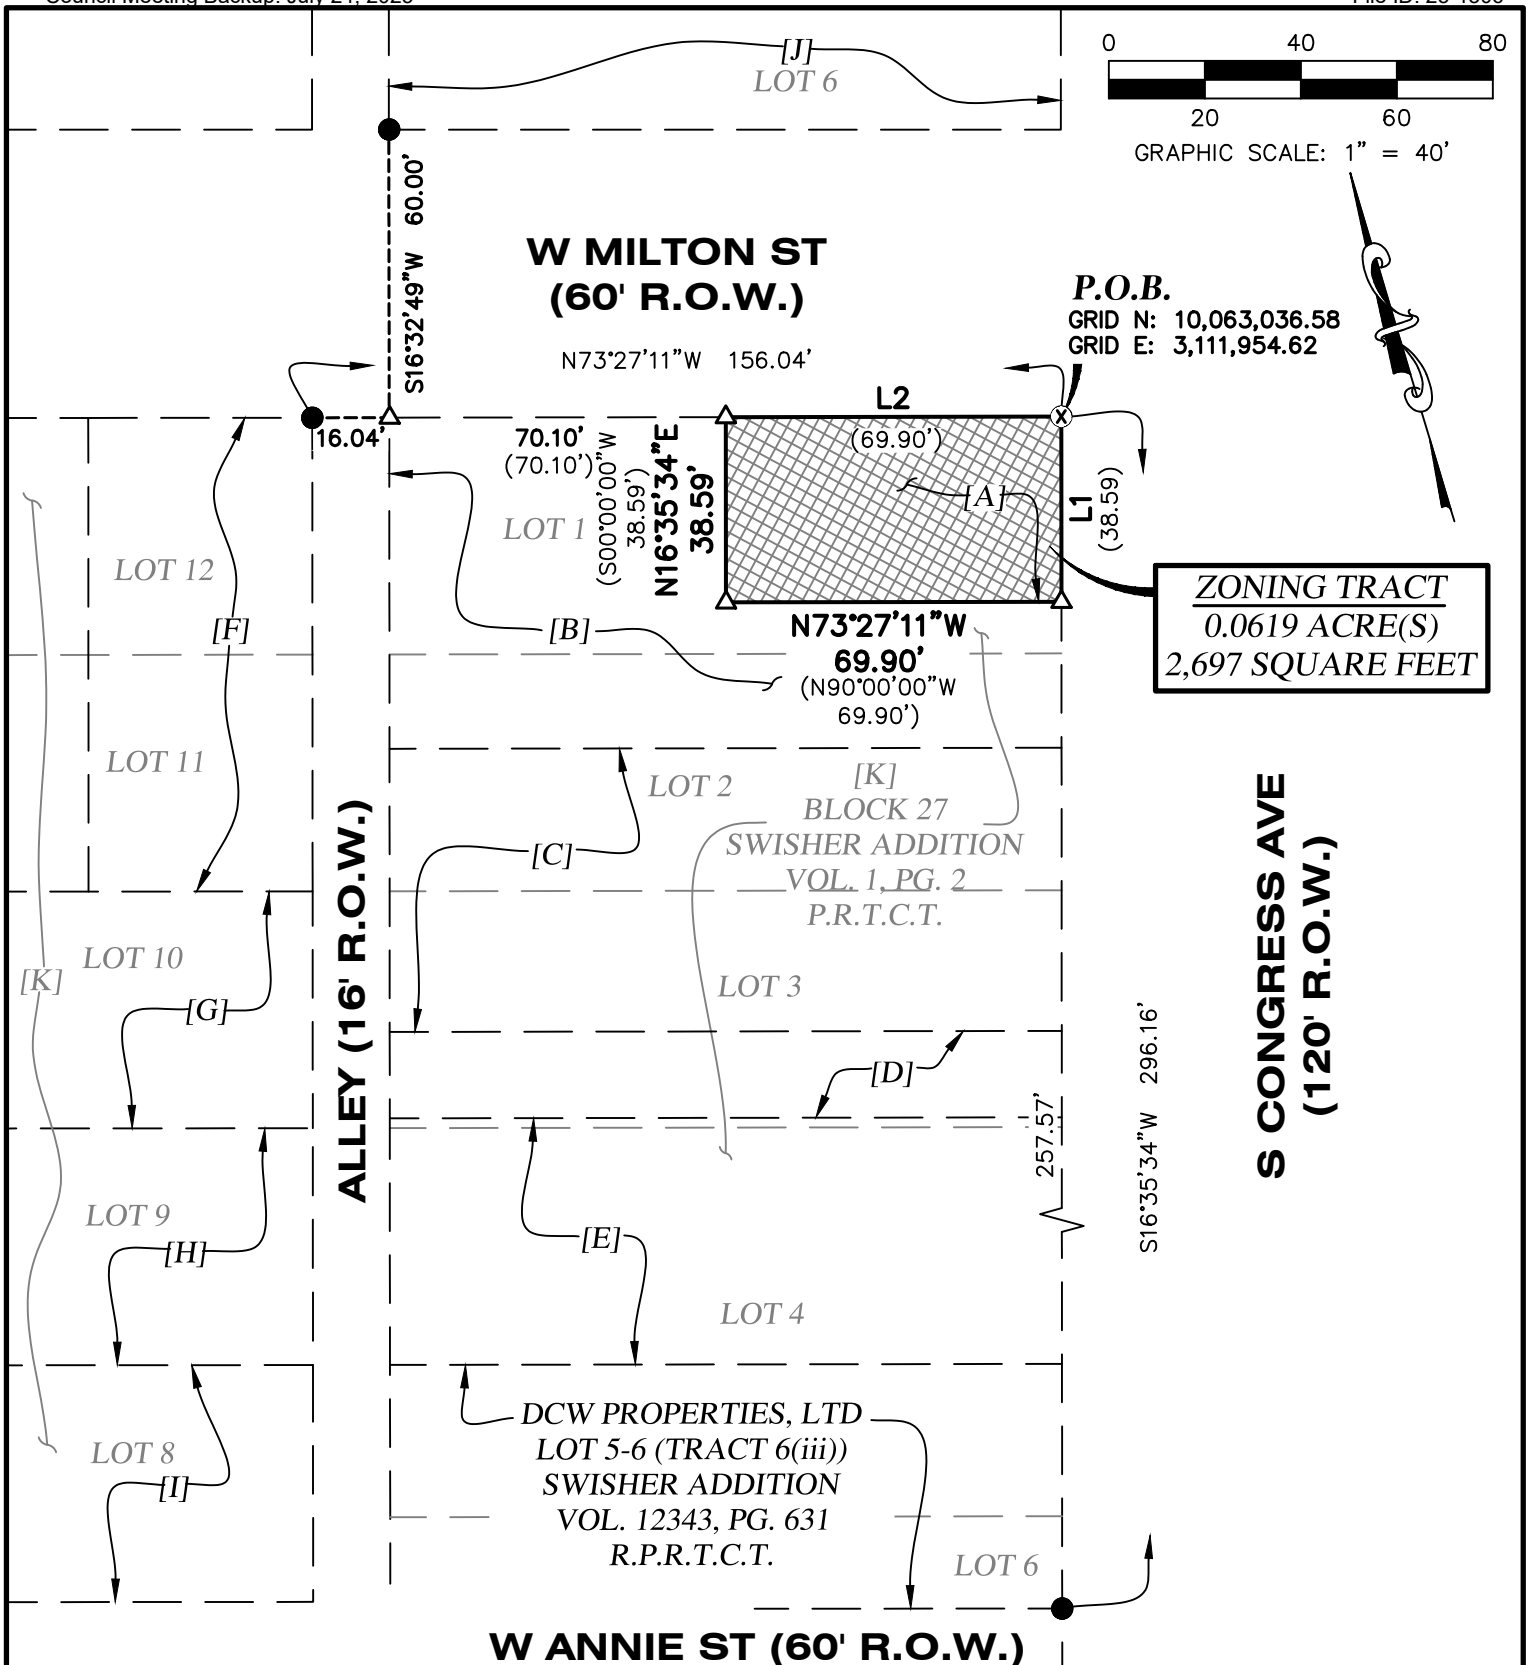 Council Meeting Backup: July 21, 2023
[J]
LOT 6
0 40 80
20 60
GRAPHIC SCALE: 1" = 40'
S16°32'49"W 60.00'
W MILTON ST
(60' R.O.W.)
N73°27'11"W 156.04'
P.O.B.
GRID N: 10,063,036.58
GRID E: 3,111,954.62
L2
(69.90')
16.04'
70.10'
(70.10')
(S00°00'00"W
38.59')
N16°35'34"E
38.59'
[A]
L1
(38.59)
LOT 1
LOT 12
[F]
[B]
N73°27'11"W
69.90'
(N90°00'00"W
69.90')
ZONING TRACT
0.0619 ACRE(S)
2,697 SQUARE FEET
LOT 11
LOT 2
[K]
BLOCK 27
SWISHER ADDITION
VOL. 1, PG. 2
P.R.T.C.T.
[C]
ALLEY (16' R.O.W.)
S CONGRESS AVE
(120' R.O.W.)
LOT 10
[K]
[G]
LOT 3
[D]
257.57'
S16°35'34"W 296.16'
LOT 9
[H]
[E]
LOT 4
DCW PROPERTIES, LTD
LOT 5-6 (TRACT 6(iii))
SWISHER ADDITION
VOL. 12343, PG. 631
R.P.R.T.C.T.
LOT 8
[I]
LOT 6
W ANNIE ST (60' R.O.W.)